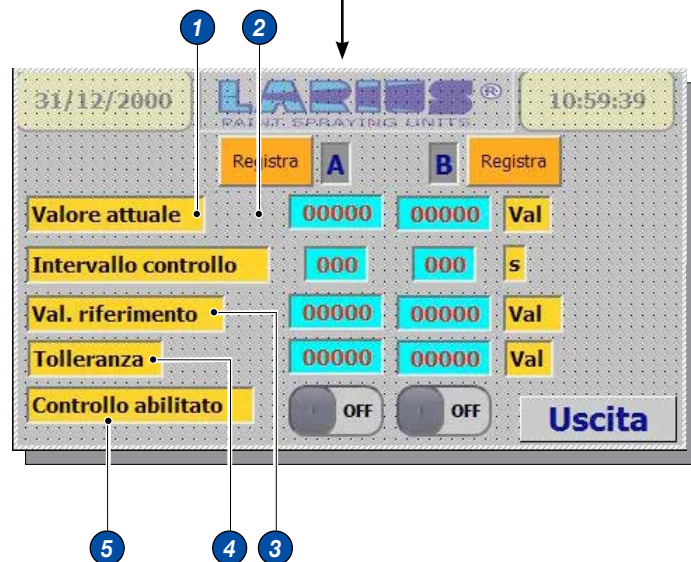 1 2
31/12/2000 LARIUS ® 10:59:39
PAINT SPRAYING UNITS
Registra A B Registra
Valore attuale 00000 00000 Val
Intervallo controllo 000 000 s
Val. riferimento 00000 00000 Val
Tolleranza 00000 00000 Val
Controllo abilitato OFF OFF Uscita
5 4 3